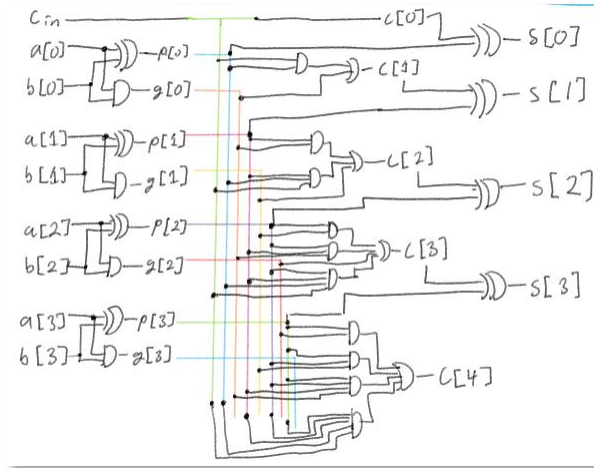 Cin C[0] S[0]
a[0] p[0]
b[0] g[0] C[1] S[1]
a[1] p[1]
b[1] g[1] C[2] S[2]
a[2] p[2]
b[2] g[2] C[3] S[3]
a[3] p[3]
b[3] g[3] C[4]